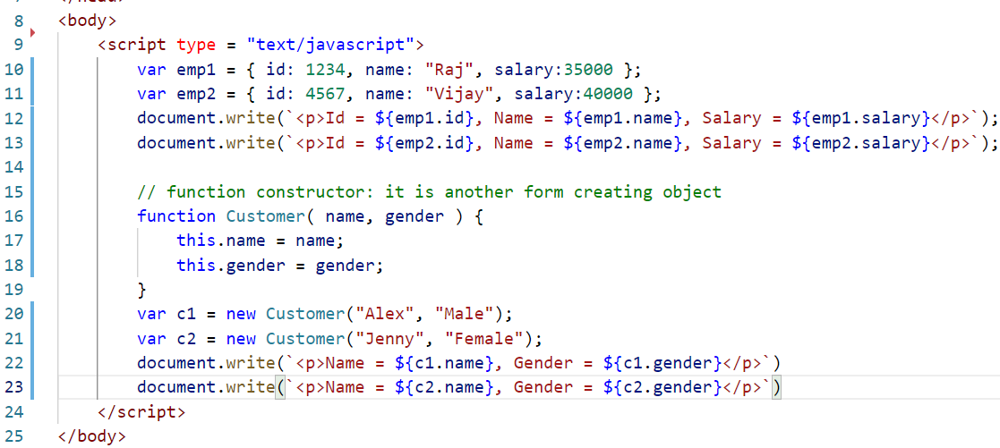 8 <body>
9     <script type = "text/javascript">
10         var emp1 = { id: 1234, name: "Raj", salary:35000 };
11         var emp2 = { id: 4567, name: "Vijay", salary:40000 };
12         document.write(`<p>Id = ${emp1.id}, Name = ${emp1.name}, Salary = ${emp1.salary}</p>`);
13         document.write(`<p>Id = ${emp2.id}, Name = ${emp2.name}, Salary = ${emp2.salary}</p>`);
14
15         // function constructor: it is another form creating object
16         function Customer( name, gender ) {
17             this.name = name;
18             this.gender = gender;
19         }
20         var c1 = new Customer("Alex", "Male");
21         var c2 = new Customer("Jenny", "Female");
22         document.write(`<p>Name = ${c1.name}, Gender = ${c1.gender}</p>`)
23         document.write(`<p>Name = ${c2.name}, Gender = ${c2.gender}</p>`)
24     </script>
25 </body>